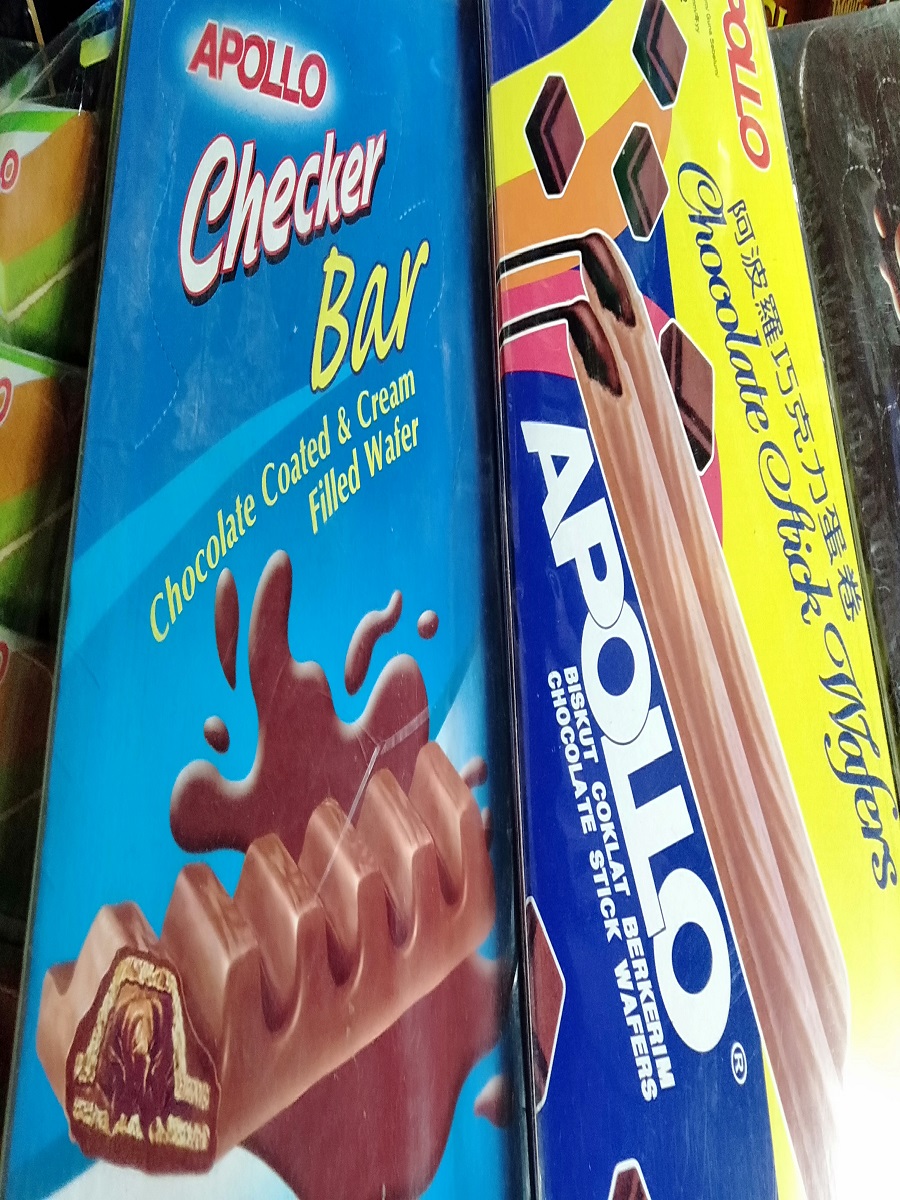 APOLLO
Checker
Bar
Chocolate Coated & Cream
Filled Wafer
APOLLO
阿波羅巧克力蛋卷
Chocolate Stick Wafers
APOLLO®
BISKUT COKLAT BERKERIM
CHOCOLATE STICK WAFERS